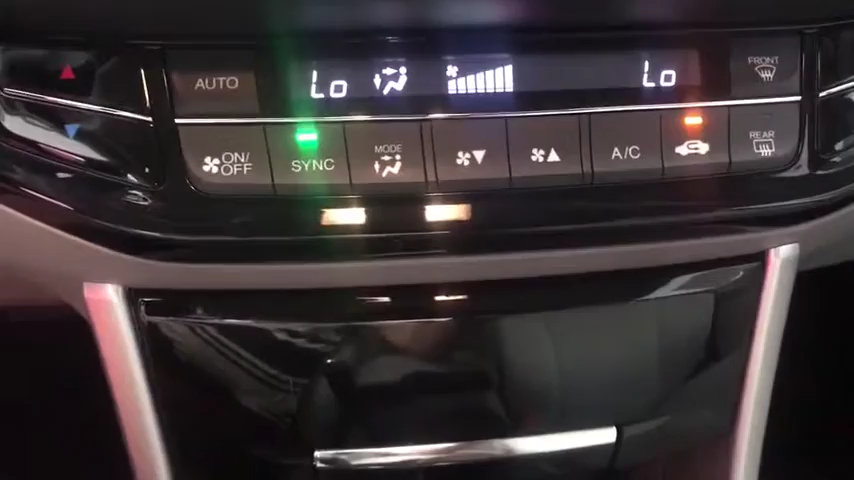 FRONT
AUTO
Lo
Lo
ON/
OFF
SYNC
MODE
A/C
REAR